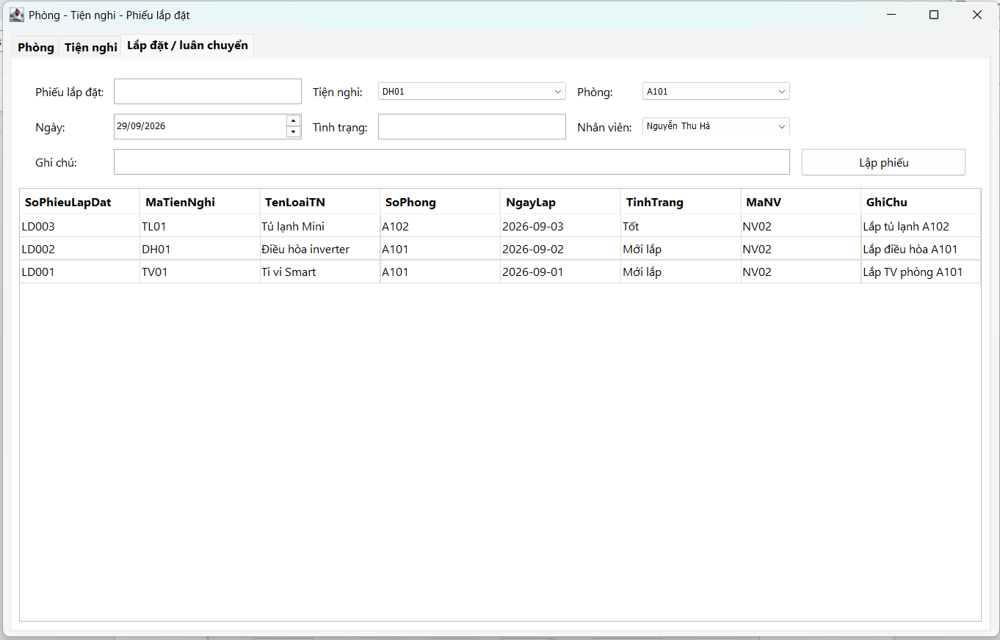 Phòng - Tiện nghi - Phiếu lắp đặt
Phòng Tiện nghi Lắp đặt / luân chuyển
Phiếu lắp đặt: Tiện nghi: DH01 Phòng: A101
Ngày: 29/09/2026 Tình trạng: Nhân viên: Nguyễn Thu Hà
Ghi chú: Lập phiếu
SoPhieuLapDat MaTienNghi TenLoaiTN SoPhong NgayLap TinhTrang MaNV GhiChu
LD003 TL01 Tủ lạnh Mini A102 2026-09-03 Tốt NV02 Lắp tủ lạnh A102
LD002 DH01 Điều hòa inverter A101 2026-09-02 Mới lắp NV02 Lắp điều hòa A101
LD001 TV01 Ti vi Smart A101 2026-09-01 Mới lắp NV02 Lắp TV phòng A101